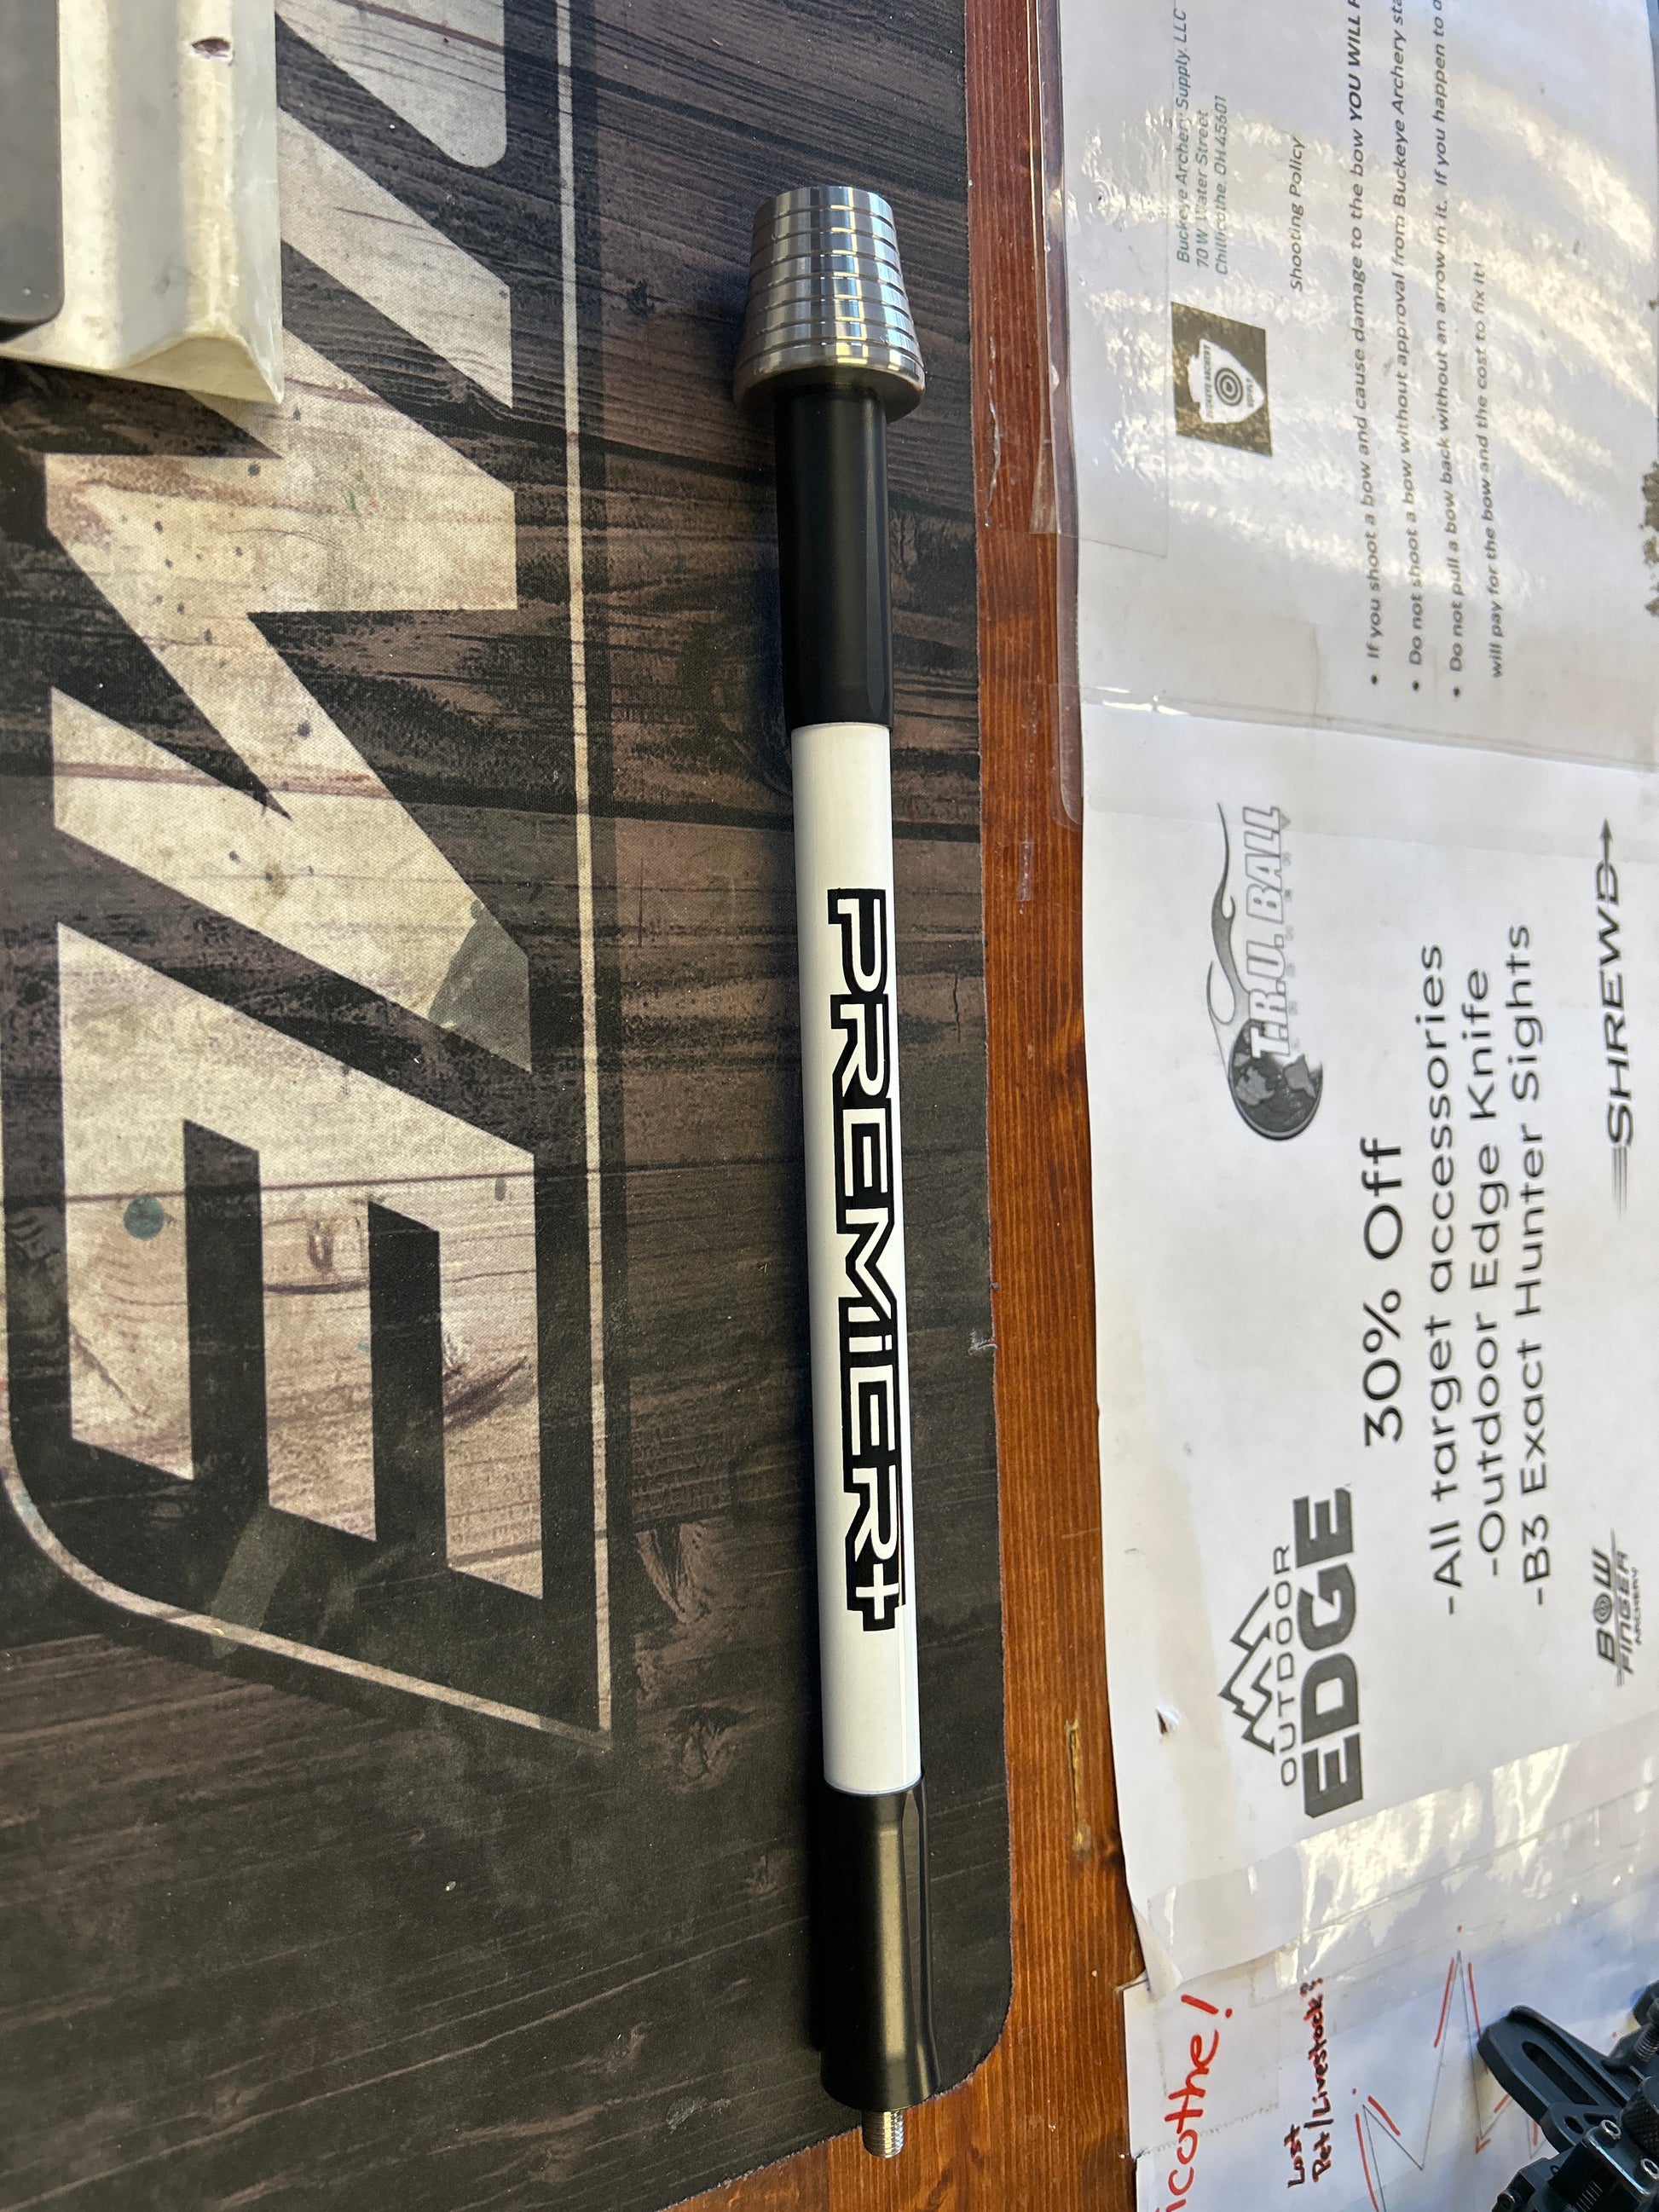 PREMIER+
Buckeye Archery Supply, LLC
70 W Water Street
Chillicothe, OH 45601
Shooting Policy
• If you shoot a bow and cause damage to the bow YOU WILL
• Do not shoot a bow without approval from Buckeye Archery
• Do not pull a bow back without an arrow in it. If you happen to
will pay for the bow and the cost to fix it!
T.R.U. BALL
OUTDOOR
EDGE
30% Off
-All target accessories
-Outdoor Edge Knife
-B3 Exact Hunter Sights
BOW
FINGER
ARCHERY
SHREWD
icothe!
Lost
Pet/Livestock?